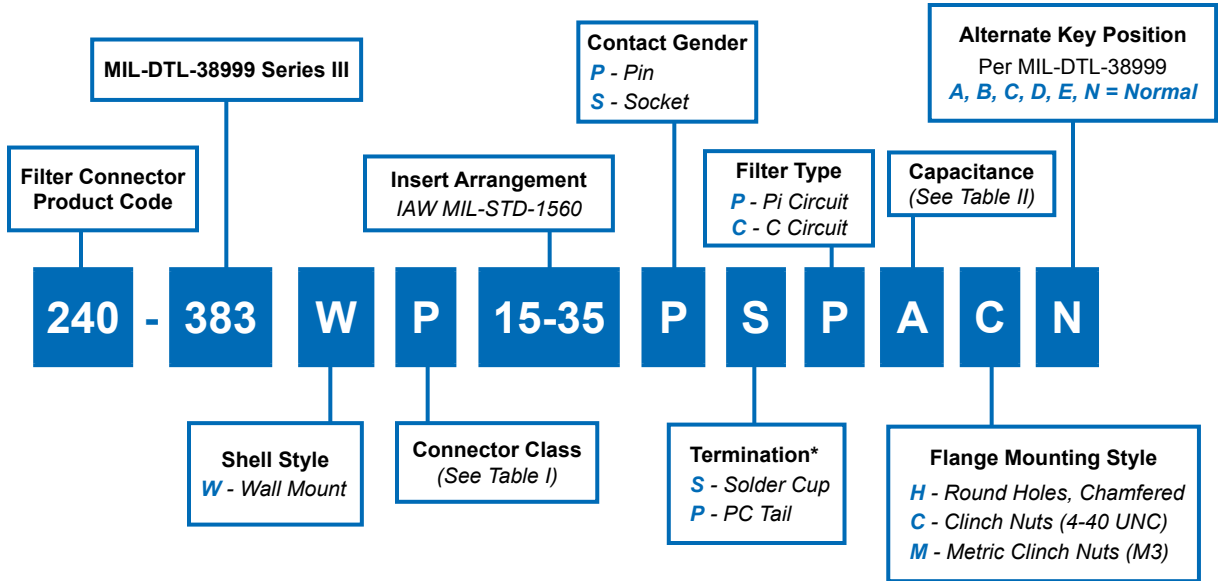 MIL-DTL-38999 Series III
Contact Gender
P - Pin
S - Socket
Alternate Key Position
Per MIL-DTL-38999
A, B, C, D, E, N = Normal
Filter Connector
Product Code
Insert Arrangement
IAW MIL-STD-1560
Filter Type
P - Pi Circuit
C - C Circuit
Capacitance
(See Table II)
240 - 383 W P 15-35 P S P A C N
Shell Style
W - Wall Mount
Connector Class
(See Table I)
Termination*
S - Solder Cup
P - PC Tail
Flange Mounting Style
H - Round Holes, Chamfered
C - Clinch Nuts (4-40 UNC)
M - Metric Clinch Nuts (M3)